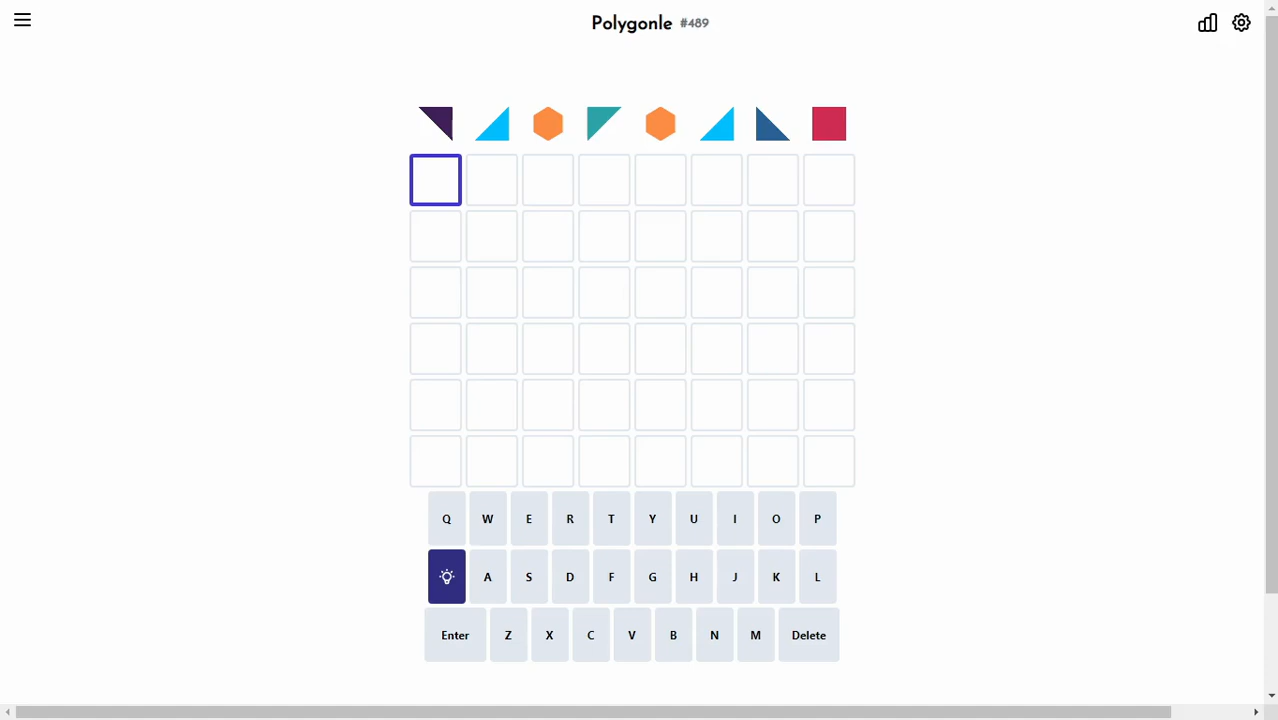 Polygonle #489
Q W E R T Y U I O P
A S D F G H J K L
Enter Z X C V B N M Delete